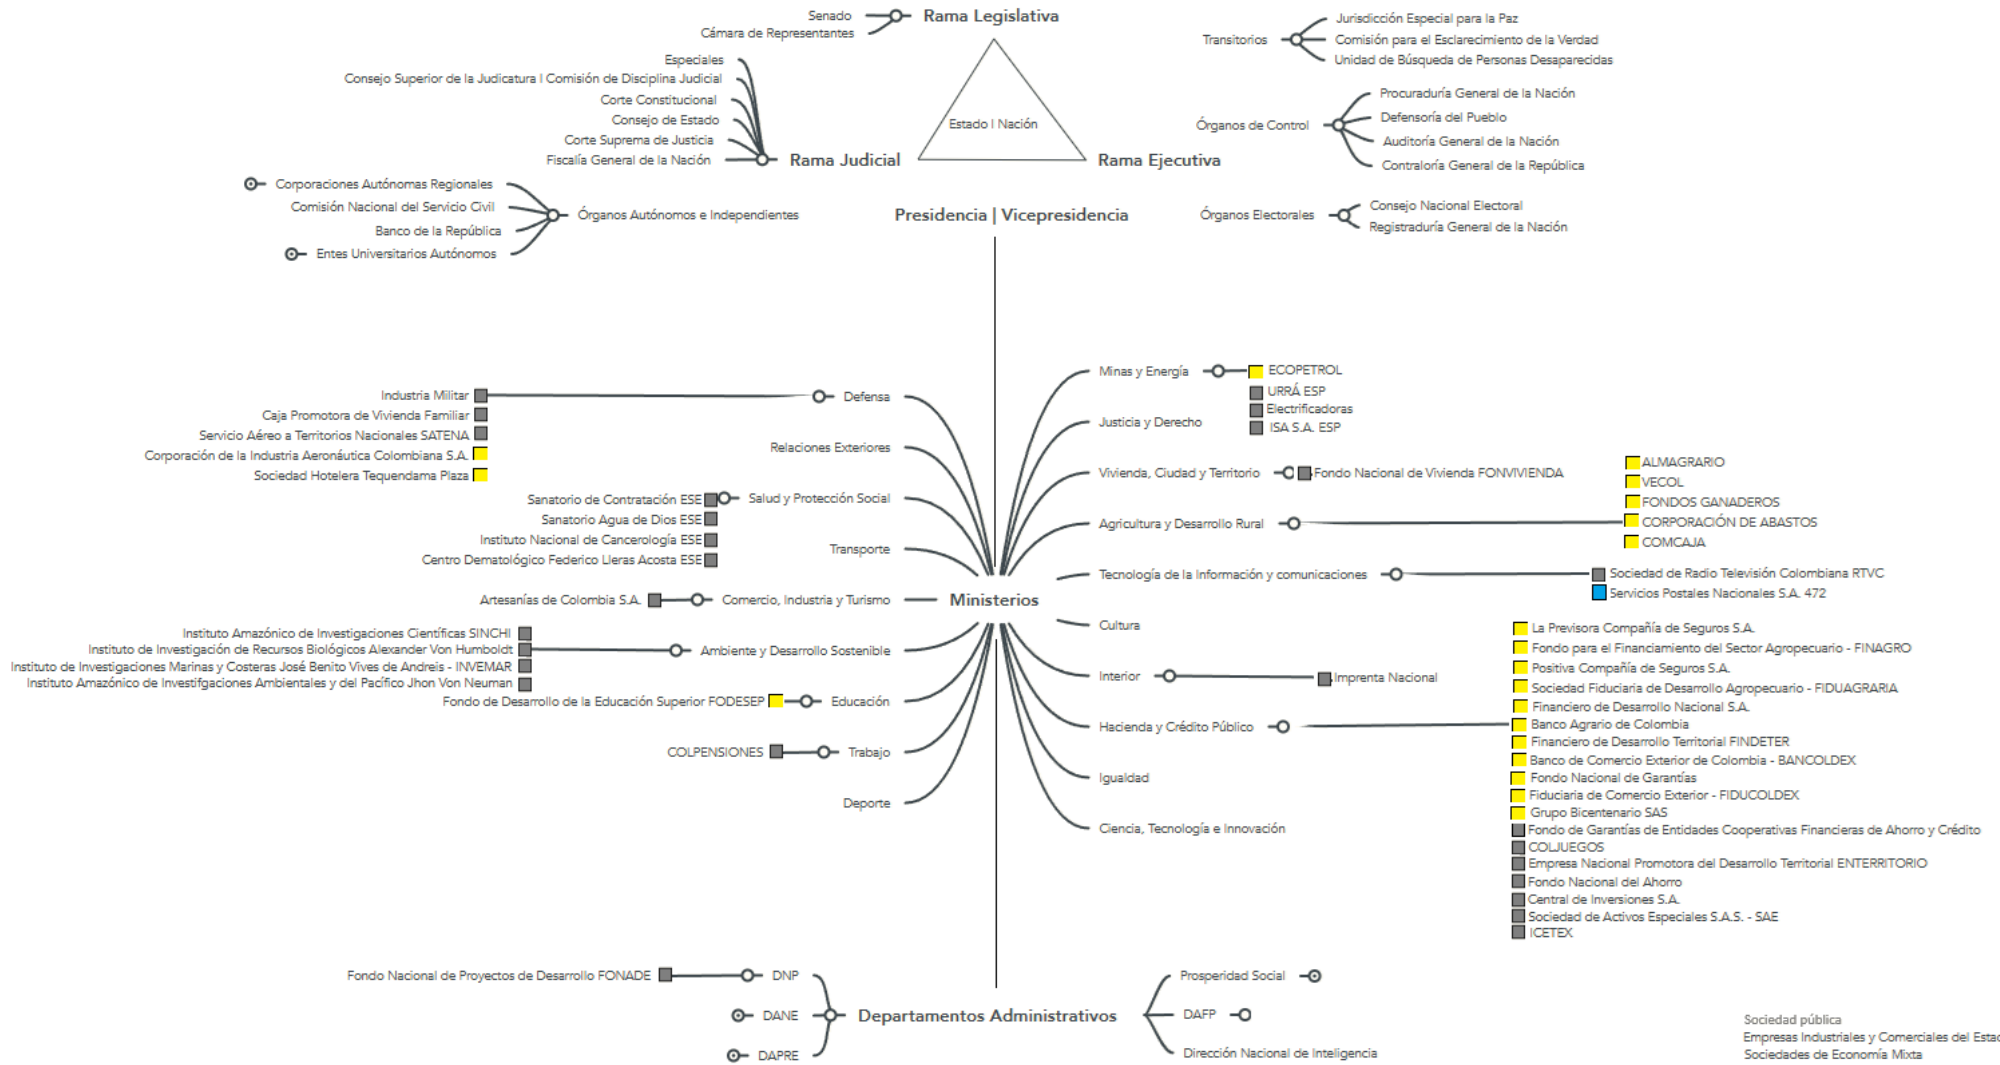 Senado
Rama Legislativa
Cámara de Representantes
Jurisdicción Especial para la Paz
Transitorios
Comisión para el Esclarecimiento de la Verdad
Unidad de Búsqueda de Personas Desaparecidas
Especiales
Consejo Superior de la Judicatura I Comisión de Disciplina Judicial
Corte Constitucional
Consejo de Estado
Corte Suprema de Justicia
Fiscalía General de la Nación
Rama Judicial
Estado I Nación
Rama Ejecutiva
Procuraduría General de la Nación
Defensoría del Pueblo
Órganos de Control
Auditoría General de la Nación
Contraloría General de la República
Corporaciones Autónomas Regionales
Comisión Nacional del Servicio Civil
Órganos Autónomos e Independientes
Banco de la República
Entes Universitarios Autónomos
Presidencia | Vicepresidencia
Consejo Nacional Electoral
Órganos Electorales
Registraduría General de la Nación
Industria Militar
Defensa
Caja Promotora de Vivienda Familiar
Servicio Aéreo a Territorios Nacionales SATENA
Corporación de la Industria Aeronáutica Colombiana S.A.
Sociedad Hotelera Tequendama Plaza
Relaciones Exteriores
Sanatorio de Contratación ESE
Salud y Protección Social
Sanatorio Agua de Dios ESE
Instituto Nacional de Cancerología ESE
Centro Dematológico Federico Lleras Acosta ESE
Transporte
Artesanías de Colombia S.A.
Comercio, Industria y Turismo
Ministerios
Instituto Amazónico de Investigaciones Científicas SINCHI
Instituto de Investigación de Recursos Biológicos Alexander Von Humboldt
Ambiente y Desarrollo Sostenible
Instituto de Investigaciones Marinas y Costeras José Benito Vives de Andreis - INVEMAR
Instituto Amazónico de Investifgaciones Ambientales y del Pacífico Jhon Von Neuman
Fondo de Desarrollo de la Educación Superior FODESEP
Educación
COLPENSIONES
Trabajo
Deporte
Minas y Energía
ECOPETROL
URRÁ ESP
Electrificadoras
ISA S.A. ESP
Justicia y Derecho
Vivienda, Ciudad y Territorio
Fondo Nacional de Vivienda FONVIVIENDA
Agricultura y Desarrollo Rural
ALMAGRARIO
VECOL
FONDOS GANADEROS
CORPORACIÓN DE ABASTOS
COMCAJA
Tecnología de la Información y comunicaciones
Sociedad de Radio Televisión Colombiana RTVC
Servicios Postales Nacionales S.A. 472
Cultura
Interior
Imprenta Nacional
Hacienda y Crédito Público
La Previsora Compañía de Seguros S.A.
Fondo para el Financiamiento del Sector Agropecuario - FINAGRO
Positiva Compañía de Seguros S.A.
Sociedad Fiduciaria de Desarrollo Agropecuario - FIDUAGRARIA
Financiero de Desarrollo Nacional S.A.
Banco Agrario de Colombia
Financiero de Desarrollo Territorial FINDETER
Banco de Comercio Exterior de Colombia - BANCOLDEX
Fondo Nacional de Garantías
Fiduciaria de Comercio Exterior - FIDUCOLDEX
Grupo Bicentenario SAS
Fondo de Garantías de Entidades Cooperativas Financieras de Ahorro y Crédito
COLJUEGOS
Empresa Nacional Promotora del Desarrollo Territorial ENTERRITORIO
Fondo Nacional del Ahorro
Central de Inversiones S.A.
Sociedad de Activos Especiales S.A.S. - SAE
ICETEX
Igualdad
Ciencia, Tecnología e Innovación
Fondo Nacional de Proyectos de Desarrollo FONADE
DNP
DANE
DAPRE
Departamentos Administrativos
Prosperidad Social
DAFP
Dirección Nacional de Inteligencia
Sociedad pública
Empresas Industriales y Comerciales del Estad
Sociedades de Economía Mixta